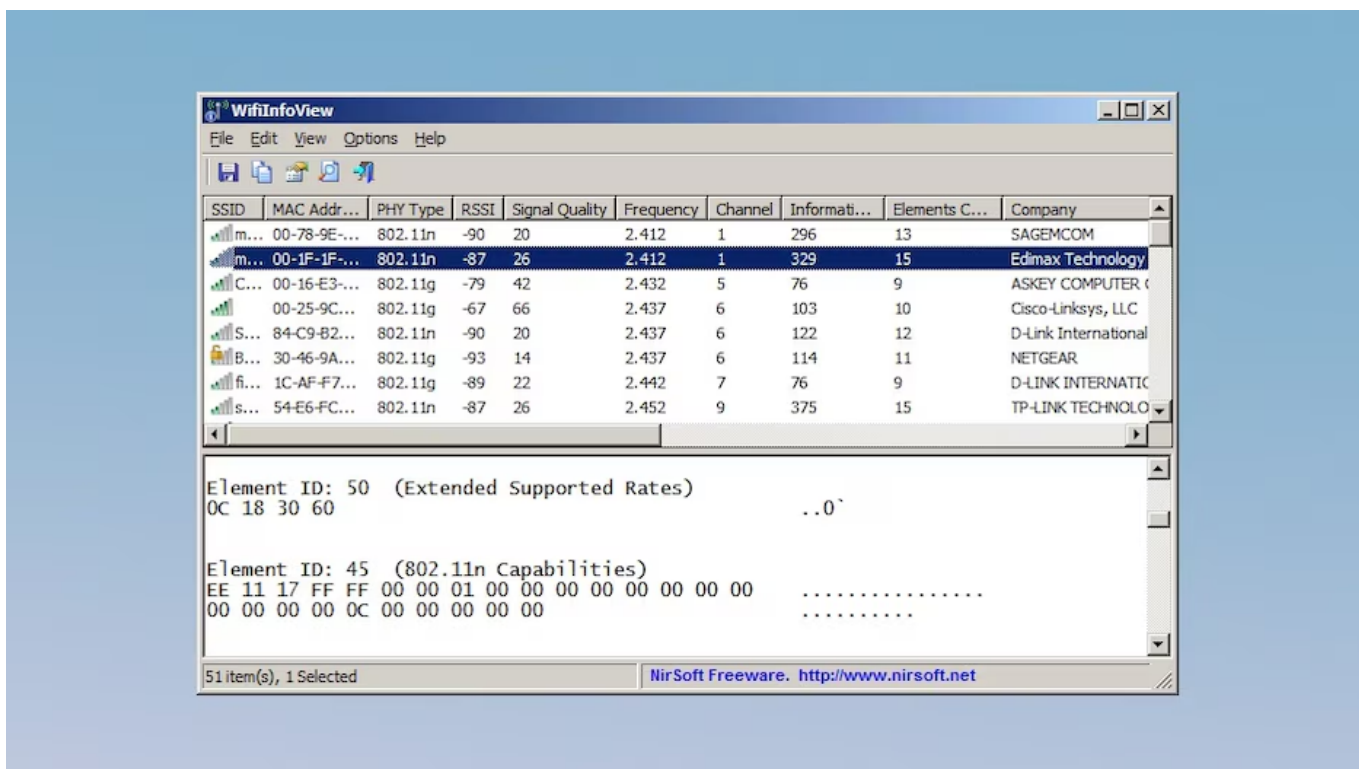 WifiInfoView
File Edit View Options Help
SSID MAC Addr... PHY Type RSSI Signal Quality Frequency Channel Informati... Elements C... Company
m... 00-78-9E-... 802.11n -90 20 2.412 1 296 13 SAGEMCOM
m... 00-1F-1F-... 802.11n -87 26 2.412 1 329 15 Edimax Technology
C... 00-16-E3-... 802.11g -79 42 2.432 5 76 9 ASKEY COMPUTER
00-25-9C... 802.11g -67 66 2.437 6 103 10 Cisco-Linksys, LLC
S... 84-C9-B2... 802.11n -90 20 2.437 6 122 12 D-Link International
B... 30-46-9A... 802.11g -93 14 2.437 6 114 11 NETGEAR
fi... 1C-AF-F7... 802.11g -89 22 2.442 7 76 9 D-LINK INTERNATIC
s... 54-E6-FC... 802.11n -87 26 2.452 9 375 15 TP-LINK TECHNOLO
Element ID: 50 (Extended Supported Rates)
0C 18 30 60 ..0`
Element ID: 45 (802.11n Capabilities)
EE 11 17 FF FF 00 00 01 00 00 00 00 00 00 00 00 ................
00 00 00 00 0C 00 00 00 00 00 ..........
51 item(s), 1 Selected NirSoft Freeware. http://www.nirsoft.net